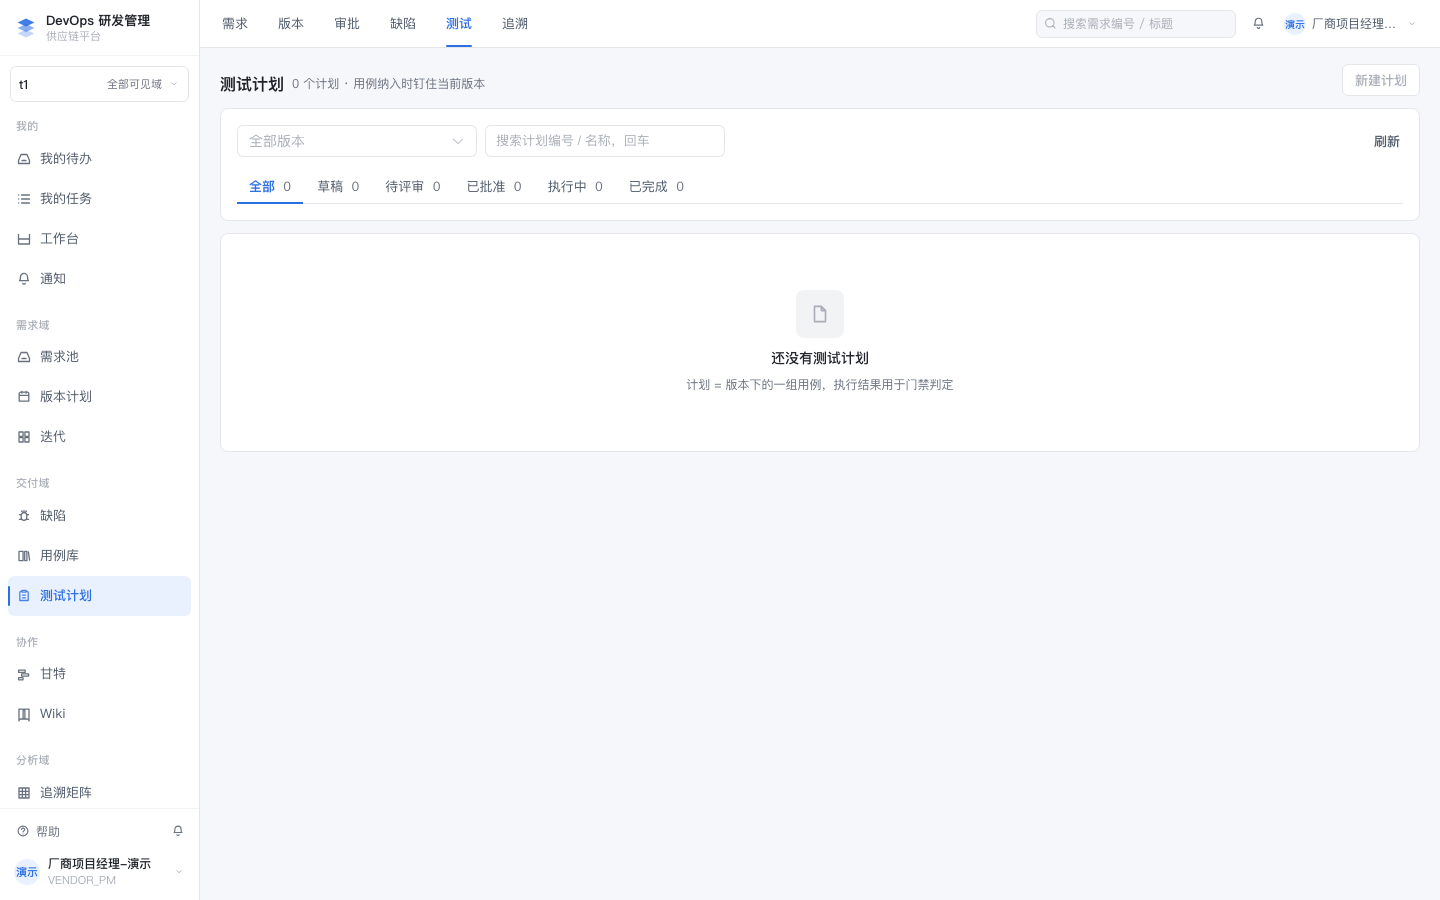 DevOps 研发管理
供应链平台
t1 全部可见域
我的
我的待办
我的任务
工作台
通知
需求域
需求池
版本计划
迭代
交付域
缺陷
用例库
测试计划
协作
甘特
Wiki
分析域
追溯矩阵
帮助
演示 厂商项目经理-演示
VENDOR_PM
需求 版本 审批 缺陷 测试 追溯
搜索需求编号 / 标题
演示 厂商项目经理...
测试计划 0 个计划 · 用例纳入时钉住当前版本
新建计划
全部版本 搜索计划编号 / 名称，回车 刷新
全部 0 草稿 0 待评审 0 已批准 0 执行中 0 已完成 0
还没有测试计划
计划 = 版本下的一组用例，执行结果用于门禁判定